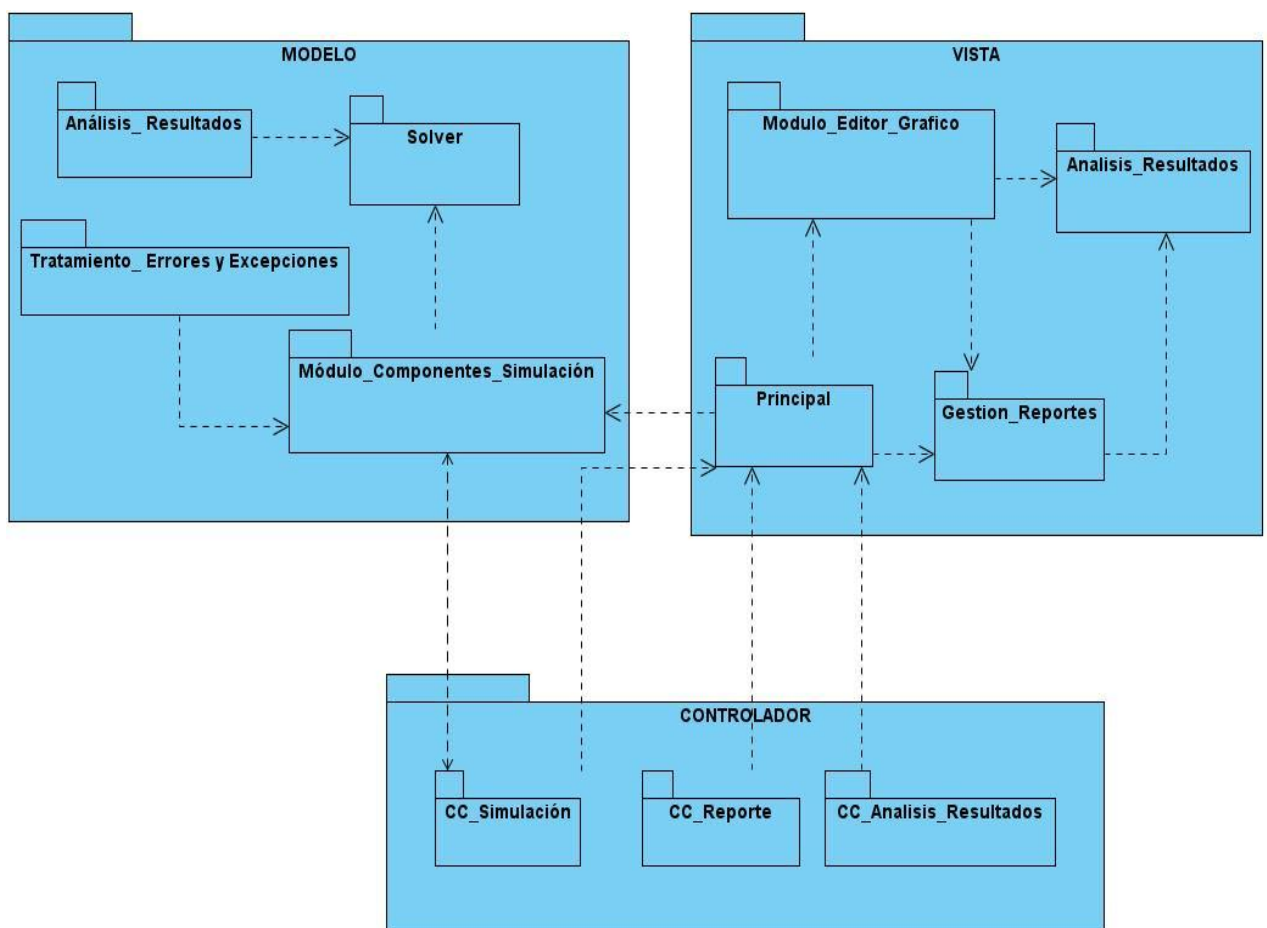 MODELO
Análisis_ Resultados
Solver
Tratamiento_ Errores y Excepciones
Módulo_Componentes_Simulación
VISTA
Modulo_Editor_Grafico
Analisis_Resultados
Principal
Gestion_Reportes
CONTROLADOR
CC_Simulación
CC_Reporte
CC_Analisis_Resultados